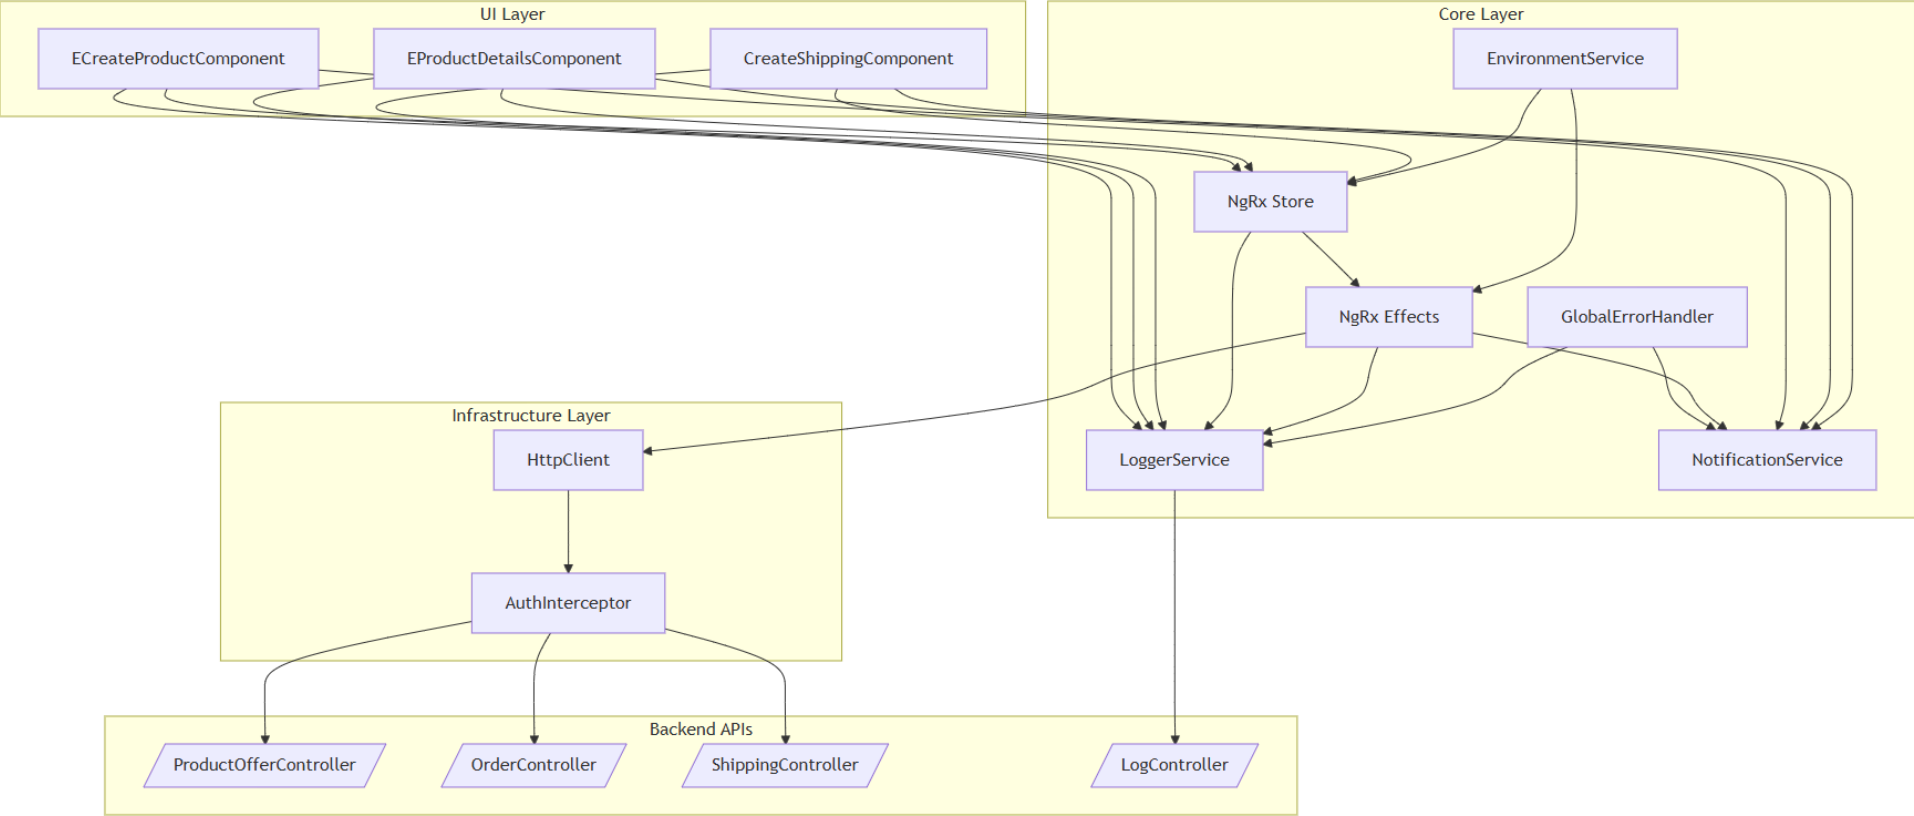 UI Layer
ECreateProductComponent
EProductDetailsComponent
CreateShippingComponent
Core Layer
EnvironmentService
NgRx Store
NgRx Effects
GlobalErrorHandler
LoggerService
NotificationService
Infrastructure Layer
HttpClient
AuthInterceptor
Backend APIs
ProductOfferController
OrderController
ShippingController
LogController